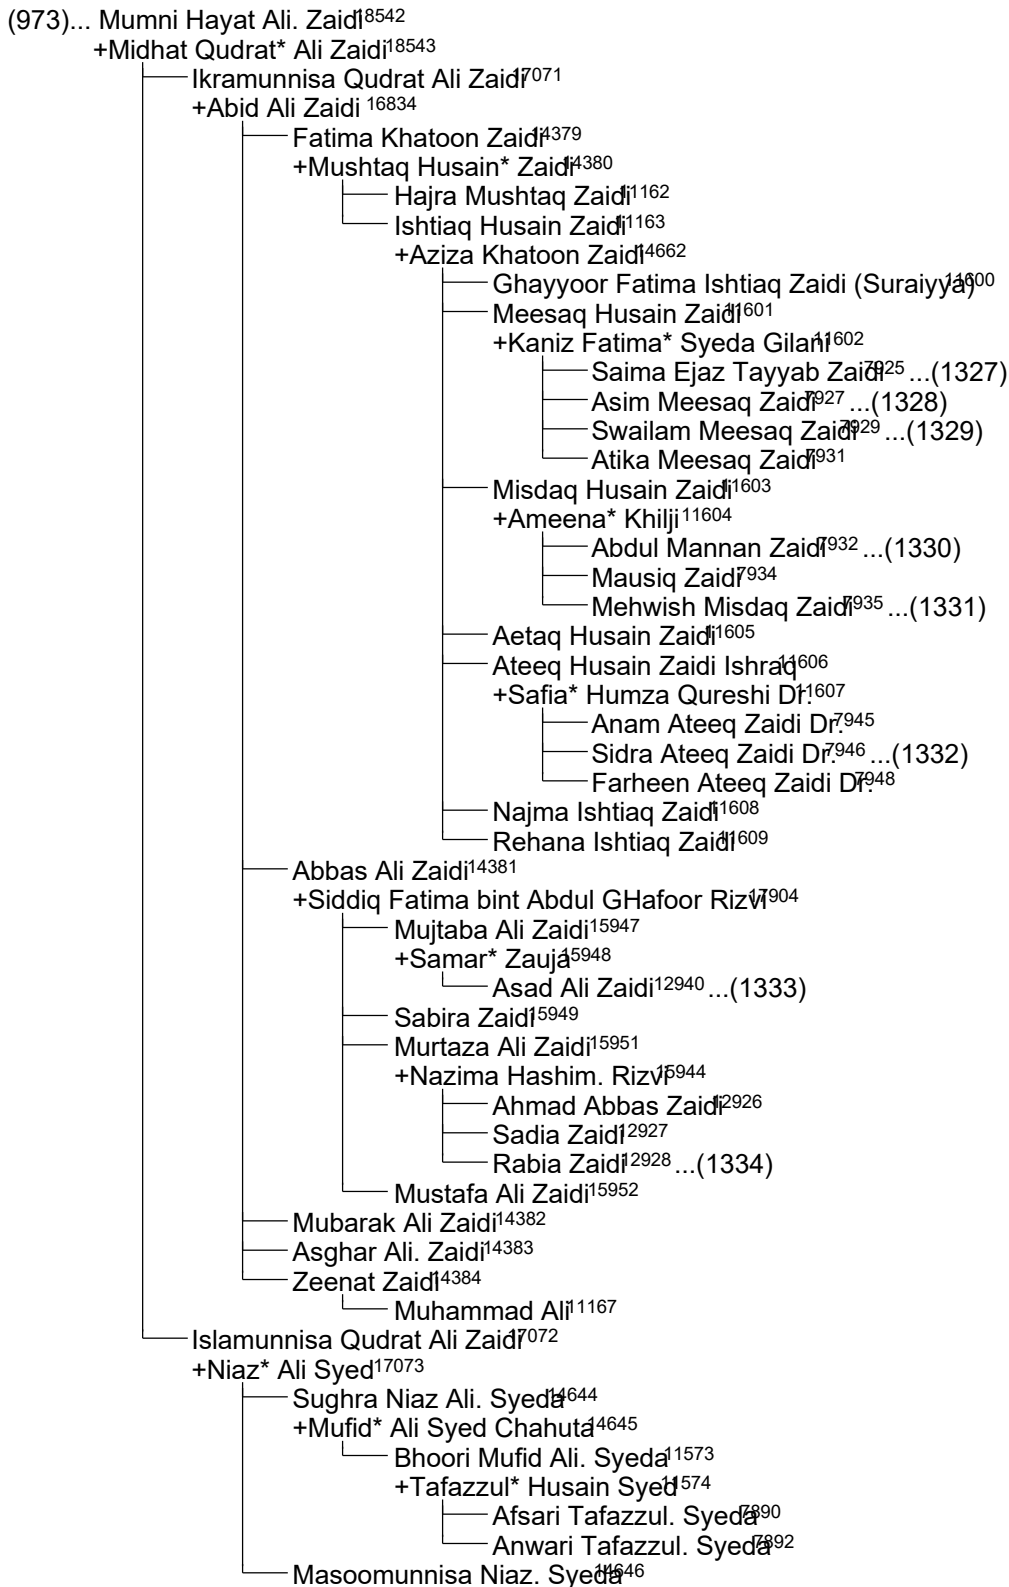 (973)... Mumni Hayat Ali. Zaidi18542
+Midhat Qudrat* Ali Zaidi18543
Ikramunnisa Qudrat Ali Zaidi17071
+Abid Ali Zaidi 16834
Fatima Khatoon Zaidi14379
+Mushtaq Husain* Zaidi14380
Hajra Mushtaq Zaidi11162
Ishtiaq Husain Zaidi11163
+Aziza Khatoon Zaidi14662
Ghayyoor Fatima Ishtiaq Zaidi (Suraiyya)11600
Meesaq Husain Zaidi11601
+Kaniz Fatima* Syeda Gilani11602
Saima Ejaz Tayyab Zaidi7925 ...(1327)
Asim Meesaq Zaidi7927 ...(1328)
Swailam Meesaq Zaidi7929 ...(1329)
Atika Meesaq Zaidi7931
Misdaq Husain Zaidi11603
+Ameena* Khilji11604
Abdul Mannan Zaidi7932 ...(1330)
Mausiq Zaidi7934
Mehwish Misdaq Zaidi7935 ...(1331)
Aetaq Husain Zaidi11605
Ateeq Husain Zaidi Ishraq11606
+Safia* Humza Qureshi Dr.11607
Anam Ateeq Zaidi Dr.7945
Sidra Ateeq Zaidi Dr.7946 ...(1332)
Farheen Ateeq Zaidi Dr.7948
Najma Ishtiaq Zaidi11608
Rehana Ishtiaq Zaidi11609
Abbas Ali Zaidi14381
+Siddiq Fatima bint Abdul GHafoor Rizvi17904
Mujtaba Ali Zaidi15947
+Samar* Zauja15948
Asad Ali Zaidi12940 ...(1333)
Sabira Zaidi15949
Murtaza Ali Zaidi15951
+Nazima Hashim. Rizvi15944
Ahmad Abbas Zaidi12926
Sadia Zaidi12927
Rabia Zaidi12928 ...(1334)
Mustafa Ali Zaidi15952
Mubarak Ali Zaidi14382
Asghar Ali. Zaidi14383
Zeenat Zaidi14384
Muhammad Ali11167
Islamunnisa Qudrat Ali Zaidi17072
+Niaz* Ali Syed17073
Sughra Niaz Ali. Syeda14644
+Mufid* Ali Syed Chahuta14645
Bhoori Mufid Ali. Syeda11573
+Tafazzul* Husain Syed11574
Afsari Tafazzul. Syeda7890
Anwari Tafazzul. Syeda7892
Masoomunnisa Niaz. Syeda14646